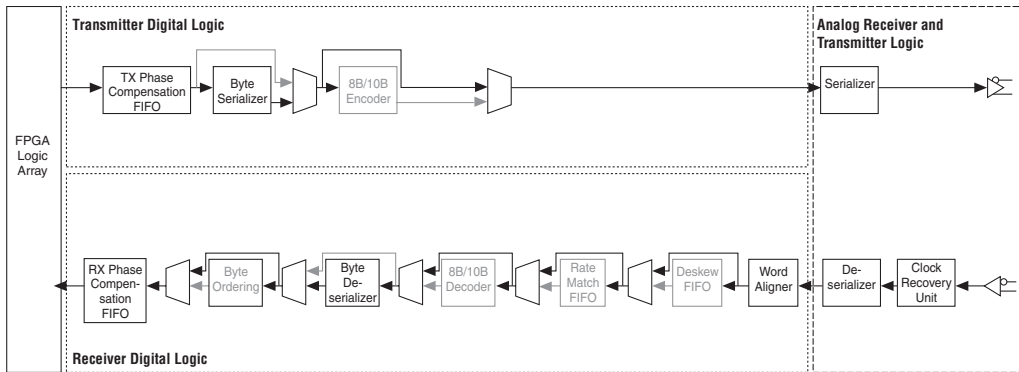 Transmitter Digital Logic
Analog Receiver and
Transmitter Logic
FPGA
Logic
Array
TX Phase
Compensation
FIFO
Byte
Serializer
8B/10B
Encoder
Serializer
RX Phase
Compen-
sation
FIFO
Byte
Ordering
Byte
De-
serializer
8B/10B
Decoder
Rate
Match
FIFO
Deskew
FIFO
Word
Aligner
De-
serializer
Clock
Recovery
Unit
Receiver Digital Logic